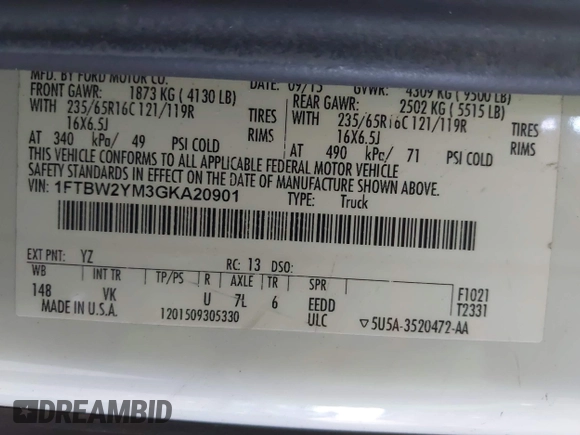 MFD. BY FORD MOTOR CO. DATE: 09/15 GVWR: 4309 KG (9500 LB)
FRONT GAWR: 1873 KG (4130 LB) REAR GAWR: 2502 KG (5515 LB)
WITH 235/65R16C 121/119R TIRES WITH 235/65R16C 121/119R TIRES
16X6.5J RIMS 16X6.5J RIMS
AT 340 kPa/ 49 PSI COLD AT 490 kPa/ 71 PSI COLD
THIS VEHICLE CONFORMS TO ALL APPLICABLE FEDERAL MOTOR VEHICLE
SAFETY STANDARDS IN EFFECT ON THE DATE OF MANUFACTURE SHOWN ABOVE.
VIN: 1FTBW2YM3GKA20901 TYPE: Truck
EXT PNT: YZ RC: 13 DSO:
WB INT TR TP/PS R AXLE TR SPR F1021
148 VK U 7L 6 EEDD T2331
MADE IN U.S.A. 1201509305330 ULC ▽5U5A-3520472-AA
DREAMBID